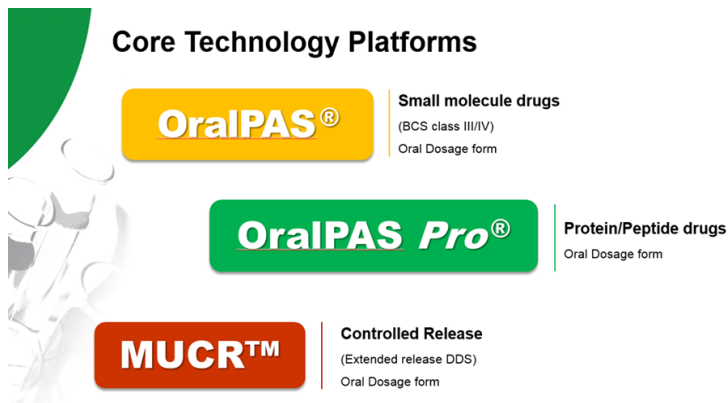 Core Technology Platforms
OralPAS®
Small molecule drugs
(BCS class III/IV)
Oral Dosage form
OralPAS Pro®
Protein/Peptide drugs
Oral Dosage form
MUCR™
Controlled Release
(Extended release DDS)
Oral Dosage form